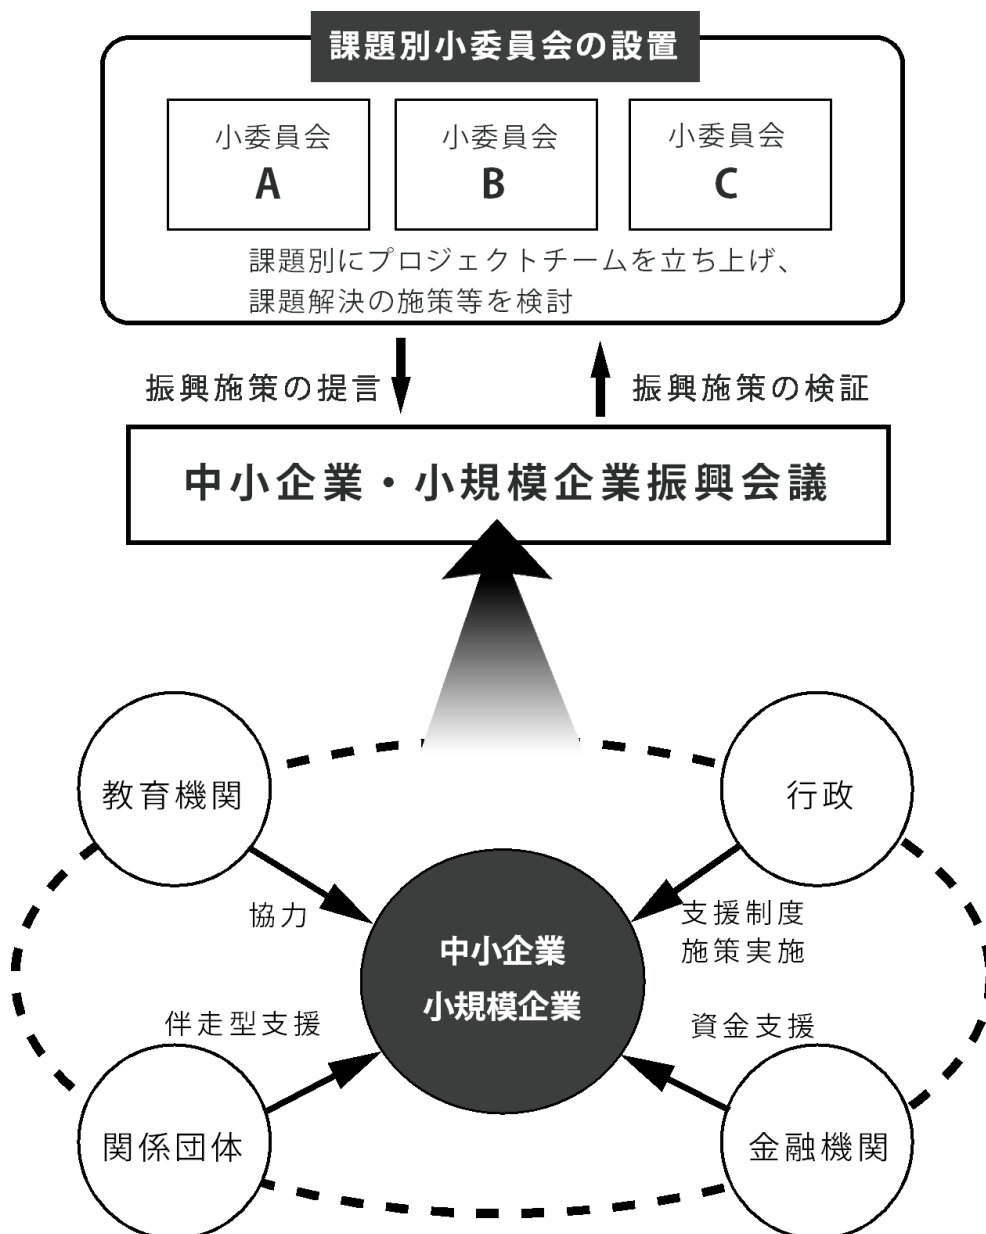 課題別小委員会の設置
小委員会
A
小委員会
B
小委員会
C
課題別にプロジェクトチームを立ち上げ、
課題解決の施策等を検討
振興施策の提言
振興施策の検証
中小企業・小規模企業振興会議
教育機関
行政
協力
支援制度
施策実施
中小企業
小規模企業
伴走型支援
資金支援
関係団体
金融機関